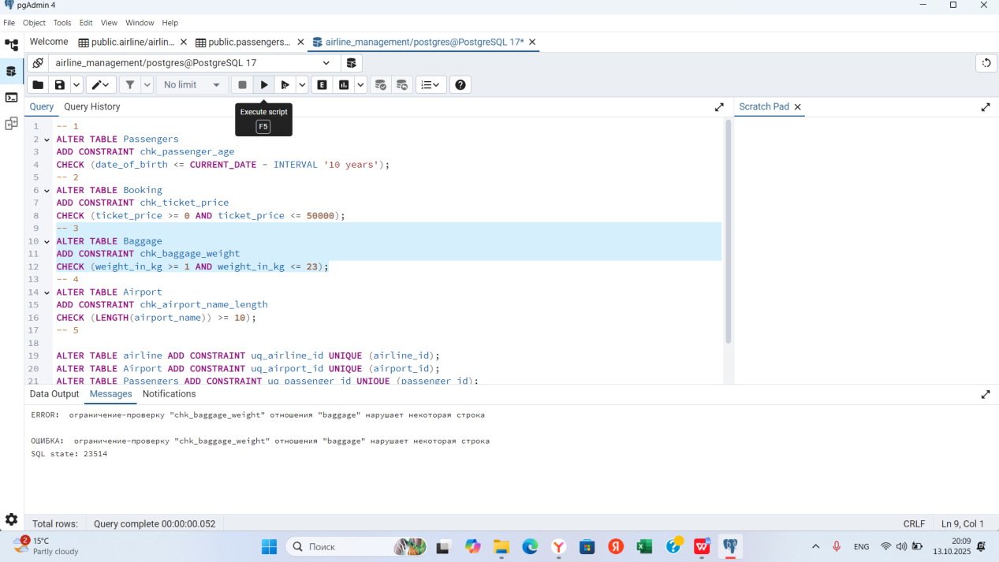 pgAdmin 4
File Object Tools Edit View Window Help
Welcome public.airline/airlin... public.passengers... airline_management/postgres@PostgreSQL 17*
airline_management/postgres@PostgreSQL 17
No limit
E
Query Query History
Scratch Pad
Execute script
F5
1 -- 1
2 ALTER TABLE Passengers
3 ADD CONSTRAINT chk_passenger_age
4 CHECK (date_of_birth <= CURRENT_DATE - INTERVAL '10 years');
5 -- 2
6 ALTER TABLE Booking
7 ADD CONSTRAINT chk_ticket_price
8 CHECK (ticket_price >= 0 AND ticket_price <= 50000);
9 -- 3
10 ALTER TABLE Baggage
11 ADD CONSTRAINT chk_baggage_weight
12 CHECK (weight_in_kg >= 1 AND weight_in_kg <= 23);
13 -- 4
14 ALTER TABLE Airport
15 ADD CONSTRAINT chk_airport_name_length
16 CHECK (LENGTH(airport_name)) >= 10);
17 -- 5
18
19 ALTER TABLE airline ADD CONSTRAINT uq_airline_id UNIQUE (airline_id);
20 ALTER TABLE Airport ADD CONSTRAINT uq_airport_id UNIQUE (airport_id);
21 ALTER TABLE Passengers ADD CONSTRAINT uq_passenger_id UNIQUE (passenger_id);
Data Output Messages Notifications
ERROR: ограничение-проверку "chk_baggage_weight" отношения "baggage" нарушает некоторая строка
ОШИБКА: ограничение-проверку "chk_baggage_weight" отношения "baggage" нарушает некоторая строка
SQL state: 23514
Total rows: Query complete 00:00:00.052 CRLF Ln 9, Col 1
2 15°C
Partly cloudy
Поиск
ENG
20:09
13.10.2025